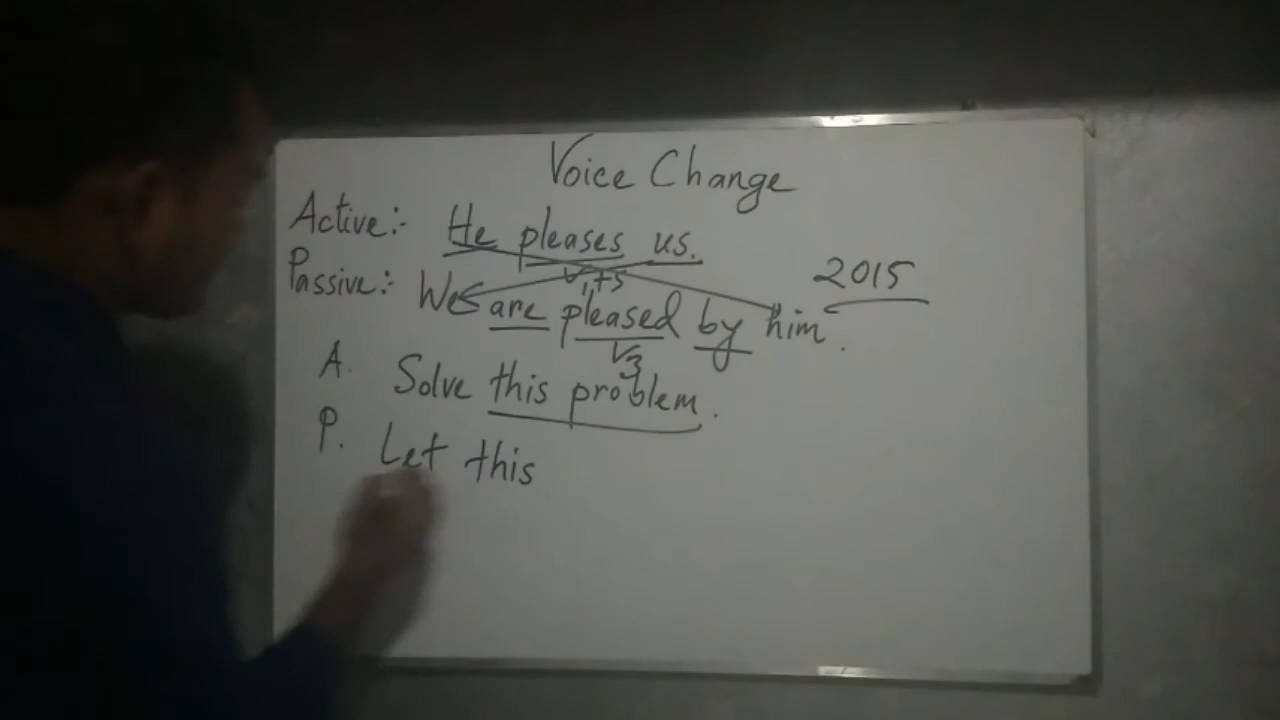 Voice Change
Active:- He pleases us.
V1+s
2015
Passive:- We are pleased by him.
V3
A. Solve this problem.
P. Let this